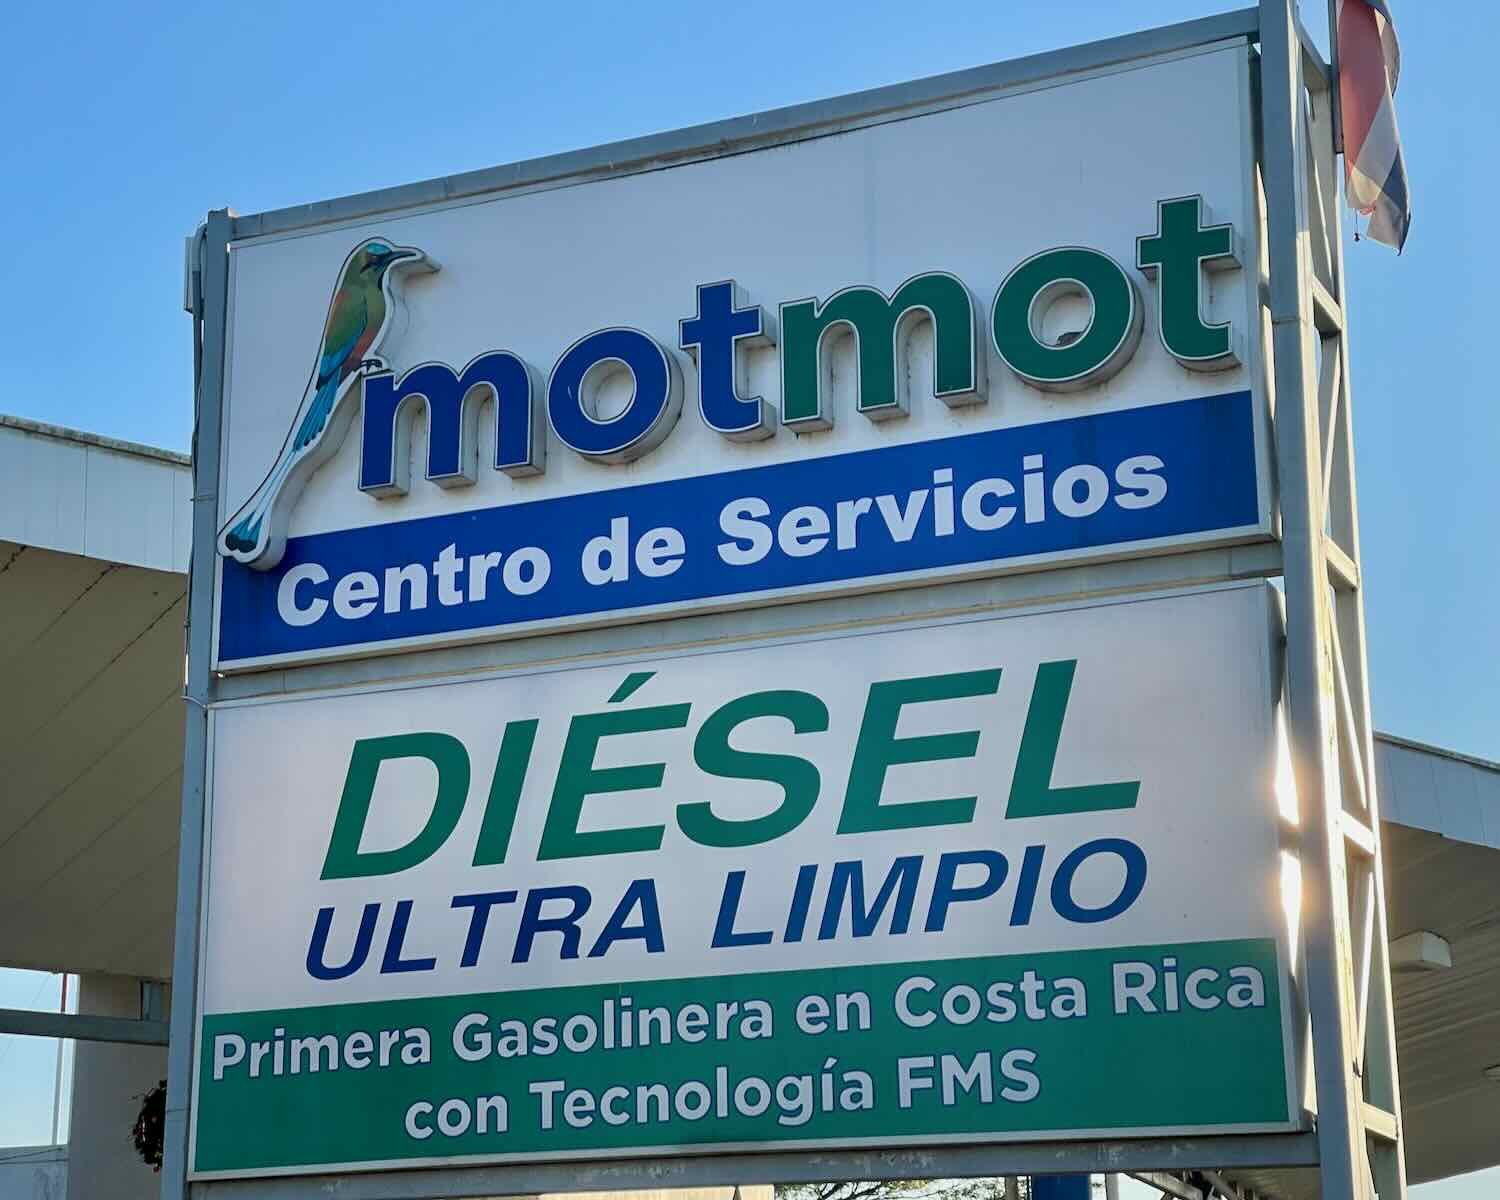 motmot
Centro de Servicios
DIÉSEL
ULTRA LIMPIO
Primera Gasolinera en Costa Rica
con Tecnología FMS